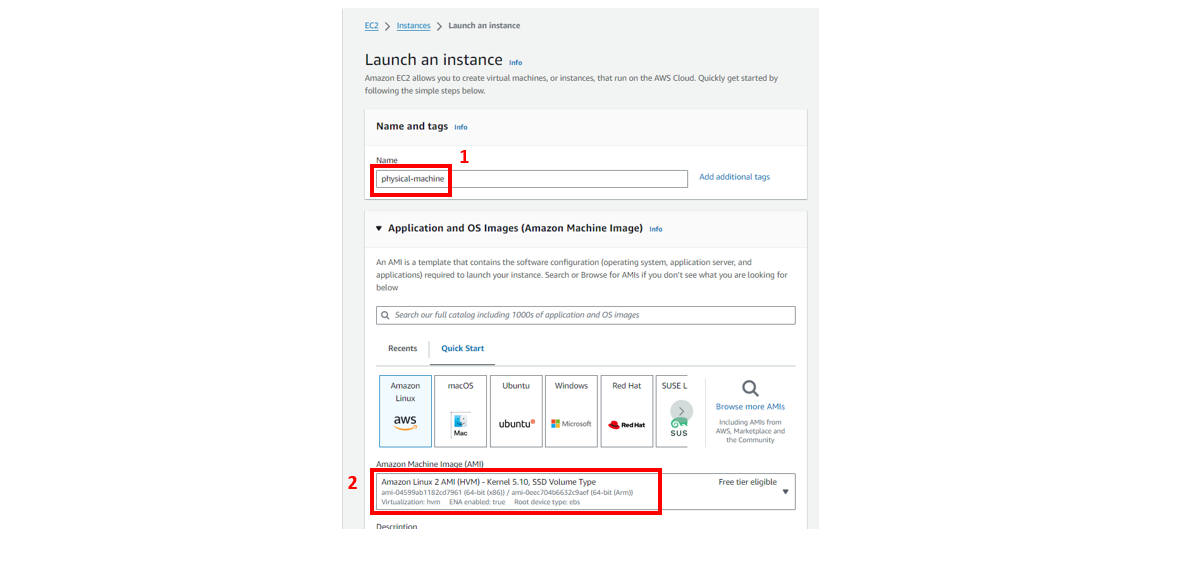 EC2 > Instances > Launch an instance
Launch an instance Info
Amazon EC2 allows you to create virtual machines, or instances, that run on the AWS Cloud. Quickly get started by
following the simple steps below.
Name and tags Info
1
Name
physical-machine
Add additional tags
Application and OS Images (Amazon Machine Image) Info
An AMI is a template that contains the software configuration (operating system, application server, and
applications) required to launch your instance. Search or Browse for AMIs if you don't see what you are looking for
below
Search our full catalog including 1000s of application and OS images
Recents
Quick Start
Amazon
Linux
aws
macOS
Mac
Ubuntu
ubuntu
Windows
Microsoft
Red Hat
Red Hat
SUSE L
SUS
Browse more AMIs
Including AMIs from
AWS, Marketplace and
the Community
Amazon Machine Image (AMI)
2
Amazon Linux 2 AMI (HVM) - Kernel 5.10, SSD Volume Type
Free tier eligible
ami-04599ab1182cd7961 (64-bit (x86)) / ami-0eec704b6632c9aef (64-bit (Arm))
Virtualization: hvm ENA enabled: true Root device type: ebs
Description